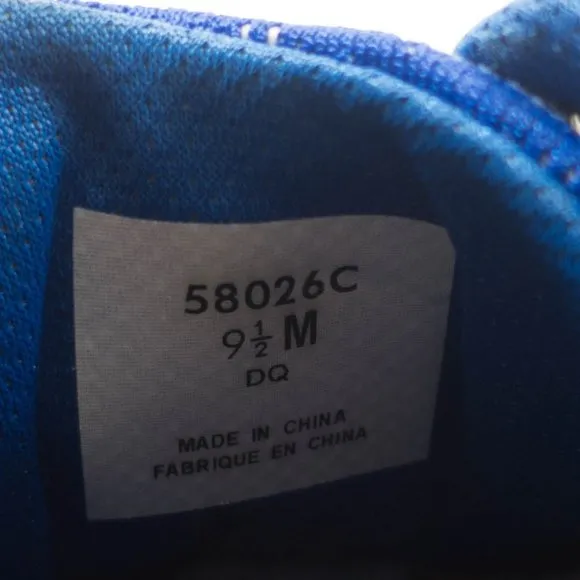 58026C
9½ M
DQ
MADE IN CHINA
FABRIQUE EN CHINA